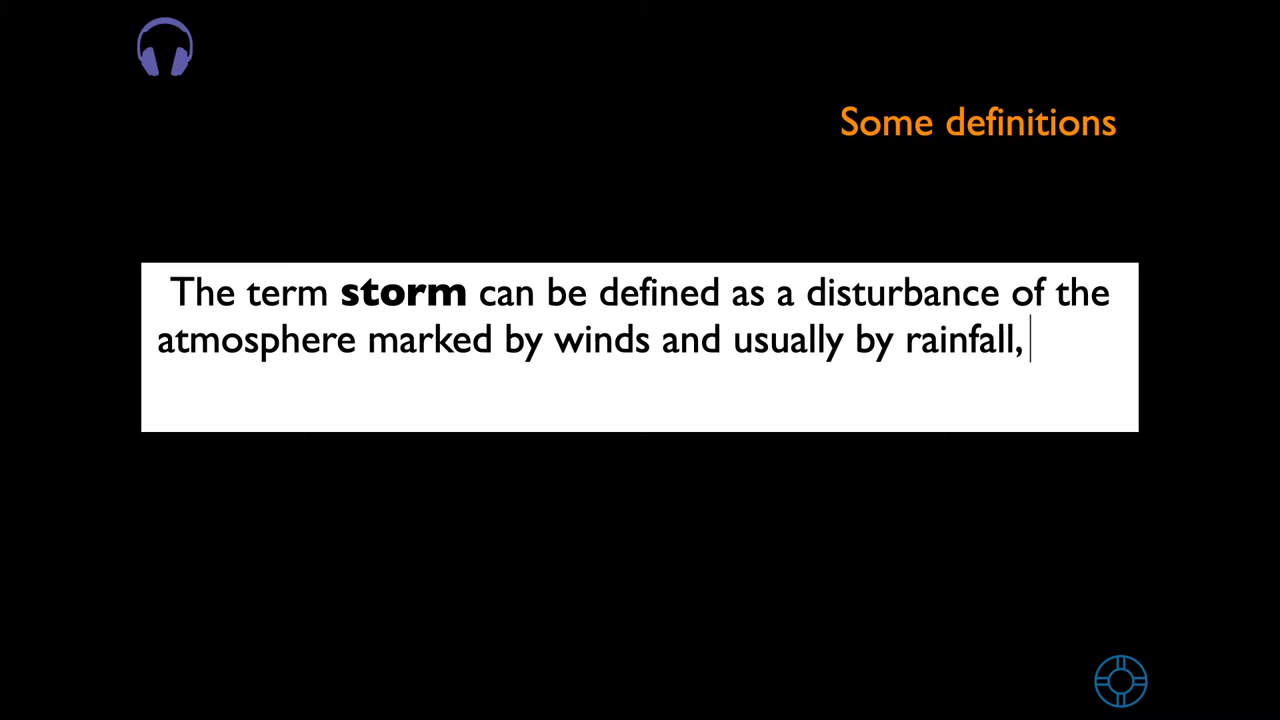 Some definitions
The term storm can be defined as a disturbance of the
atmosphere marked by winds and usually by rainfall,